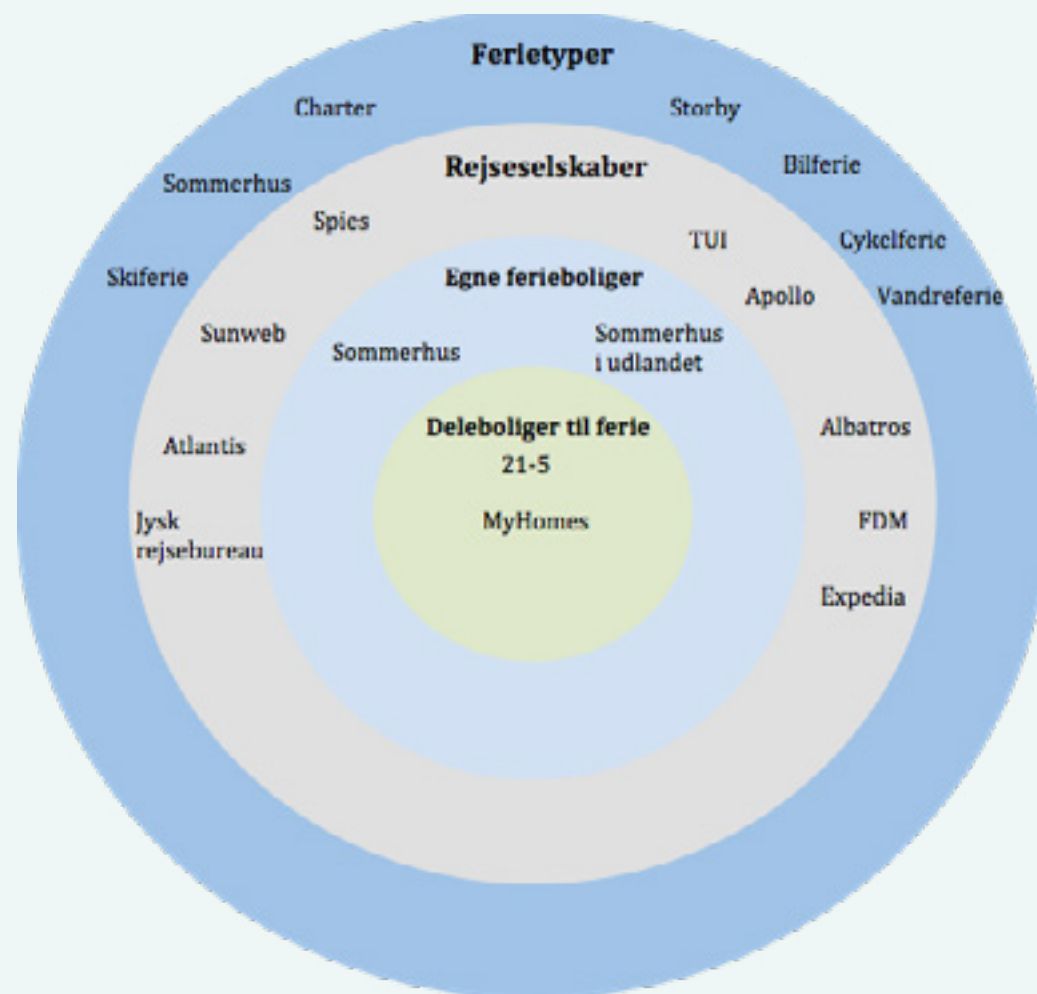 Ferietyper
Charter
Storby
Sommerhus
Bilferie
Skiferie
Cykelferie
Vandreferie
Rejseselskaber
Spies
TUI
Apollo
Sunweb
Atlantis
Albatros
Jysk
rejsebureau
FDM
Expedia
Egne ferieboliger
Sommerhus
Sommerhus
i udlandet
Deleboliger til ferie
21-5
MyHomes